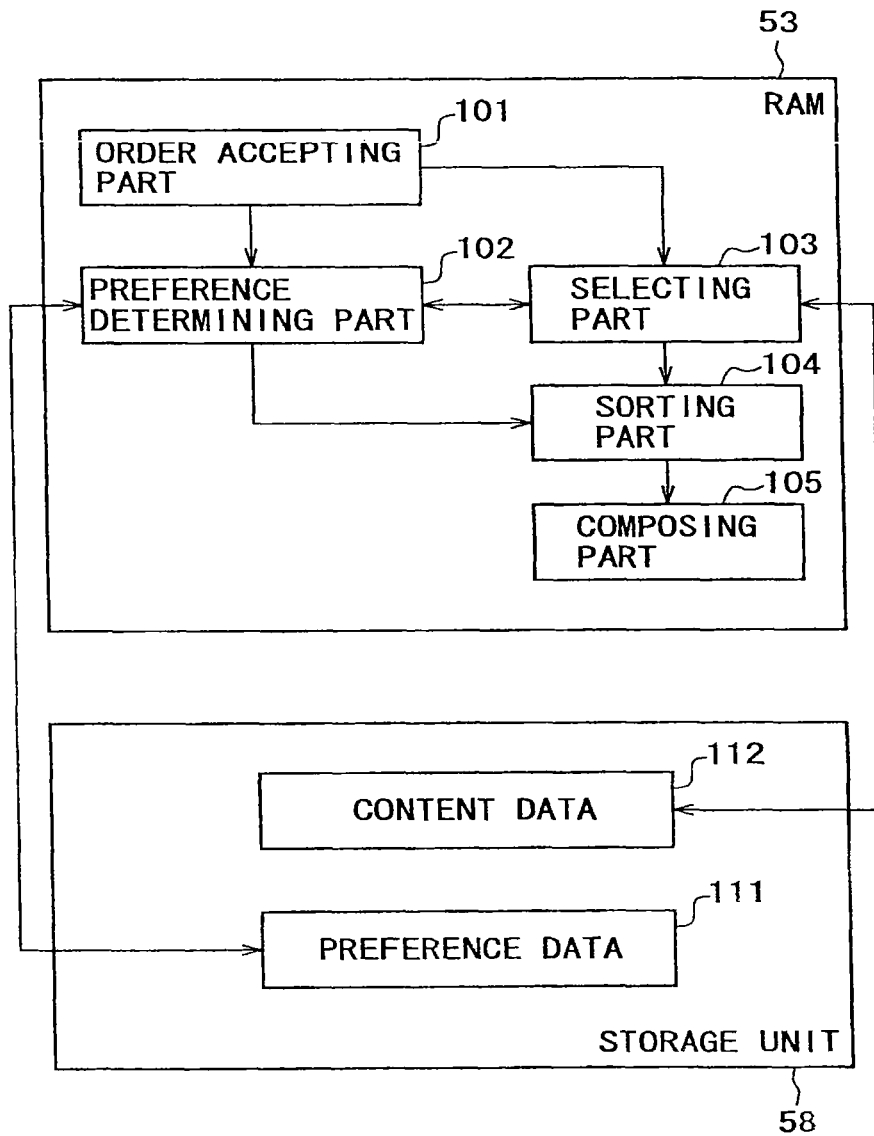 53
RAM
101
ORDER ACCEPTING
PART
102
PREFERENCE
DETERMINING PART
103
SELECTING
PART
104
SORTING
PART
105
COMPOSING
PART
112
CONTENT DATA
111
PREFERENCE DATA
STORAGE UNIT
58